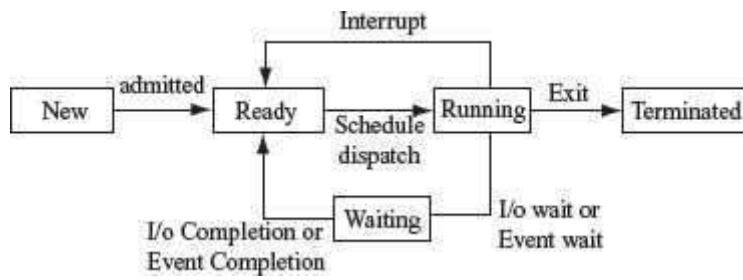 Interrupt
admitted
New
Ready
Running
Exit
Terminated
Schedule
dispatch
Waiting
I/o wait or
Event wait
I/o Completion or
Event Completion